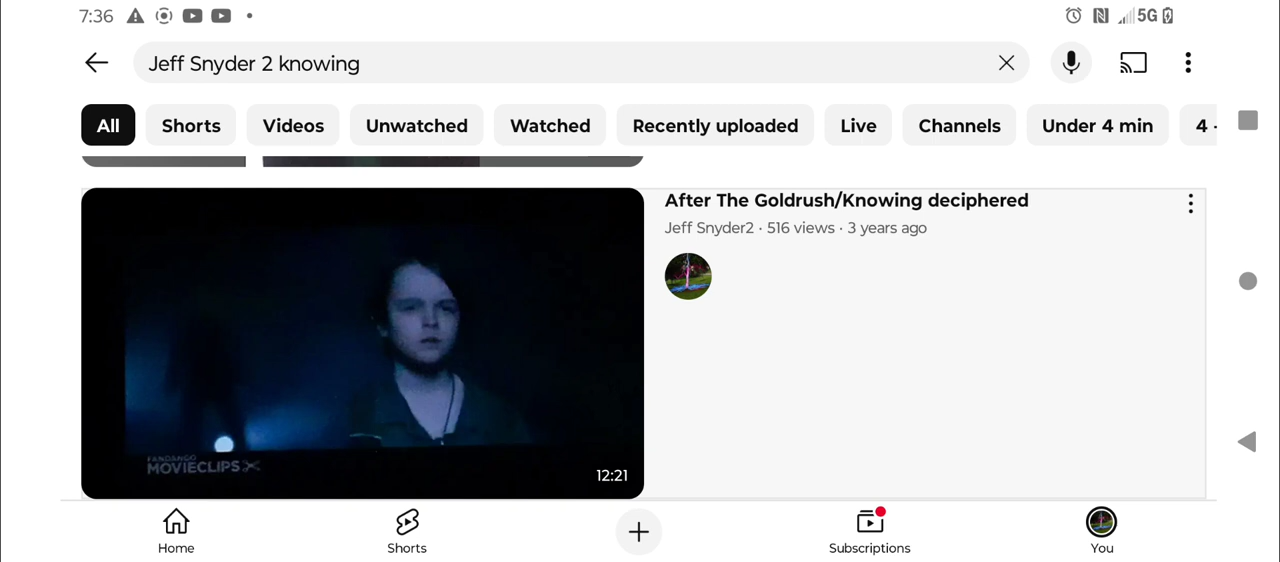 7:36
5G
Jeff Snyder 2 knowing
All Shorts Videos Unwatched Watched Recently uploaded Live Channels Under 4 min 4 -
After The Goldrush/Knowing deciphered
Jeff Snyder2 · 516 views · 3 years ago
FANDANGO
MOVIECLIPS
12:21
Home Shorts Subscriptions You